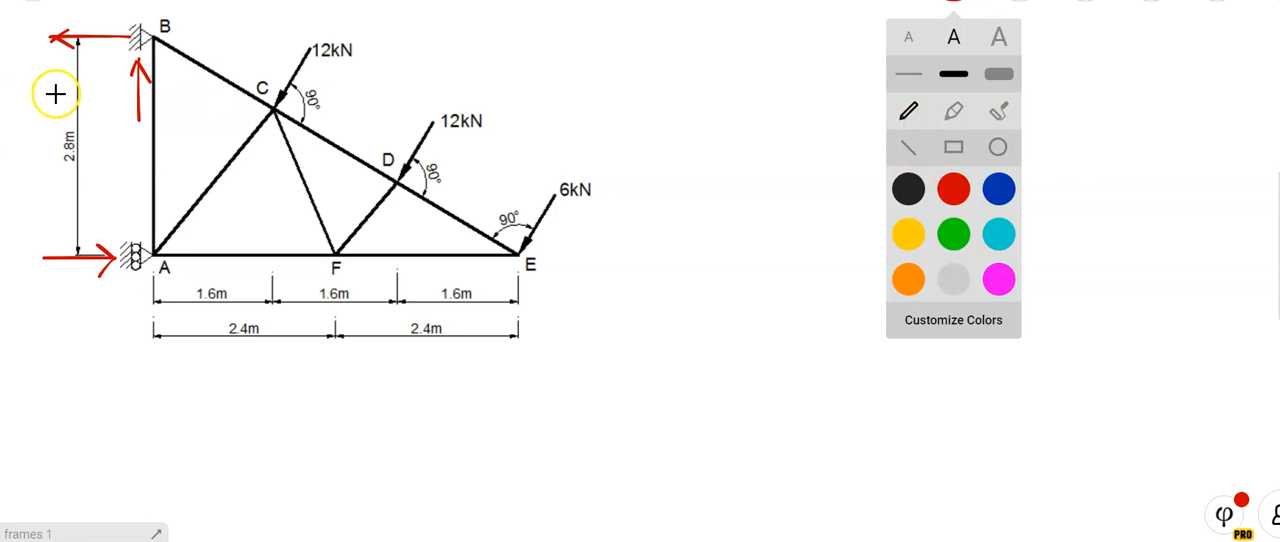 B
12kN
C
90°
12kN
2.8m
D
90°
6kN
90°
A
F
E
1.6m 1.6m 1.6m
2.4m 2.4m
A A A
Customize Colors
frames 1
φ
PRO